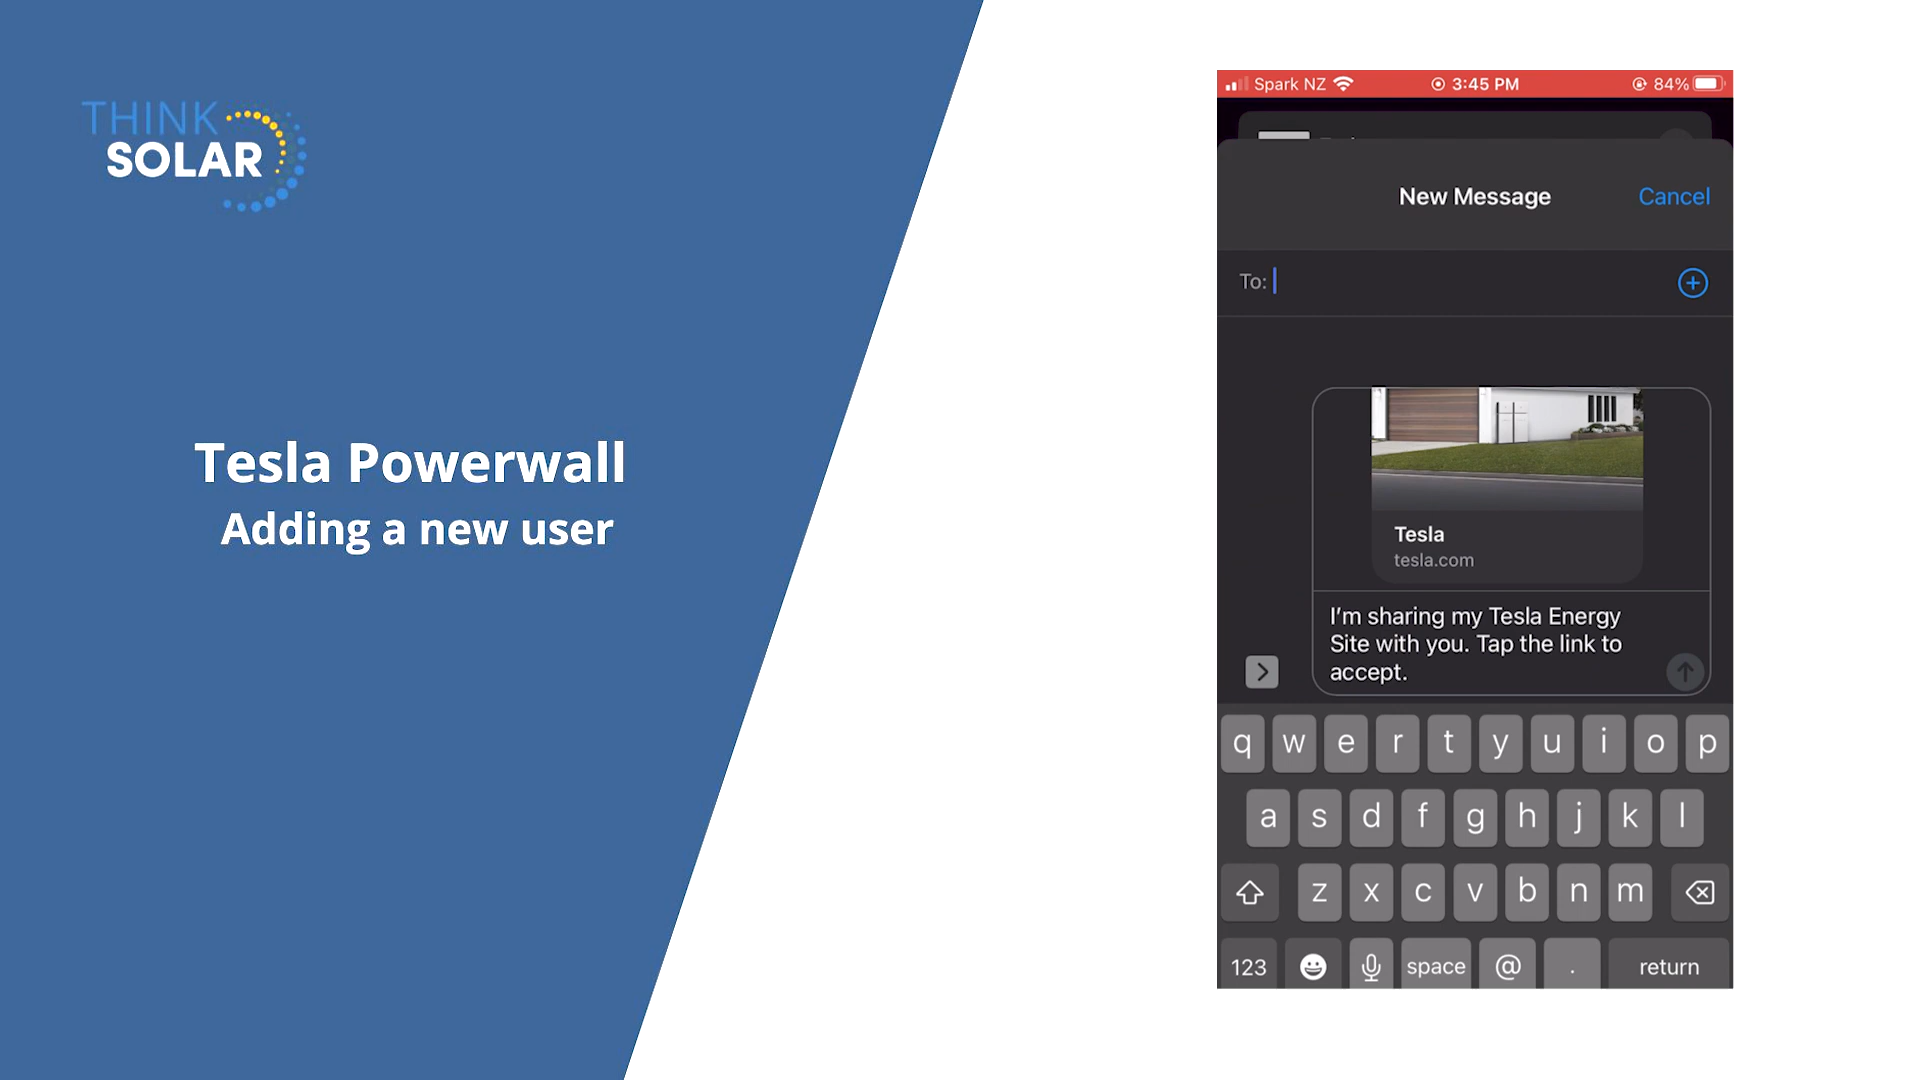 THINK
SOLAR
Tesla Powerwall
Adding a new user
Spark NZ
3:45 PM
84%
New Message
Cancel
To:
Tesla
tesla.com
I'm sharing my Tesla Energy
Site with you. Tap the link to
accept.
q w e r t y u i o p
a s d f g h j k l
z x c v b n m
123 space @ . return